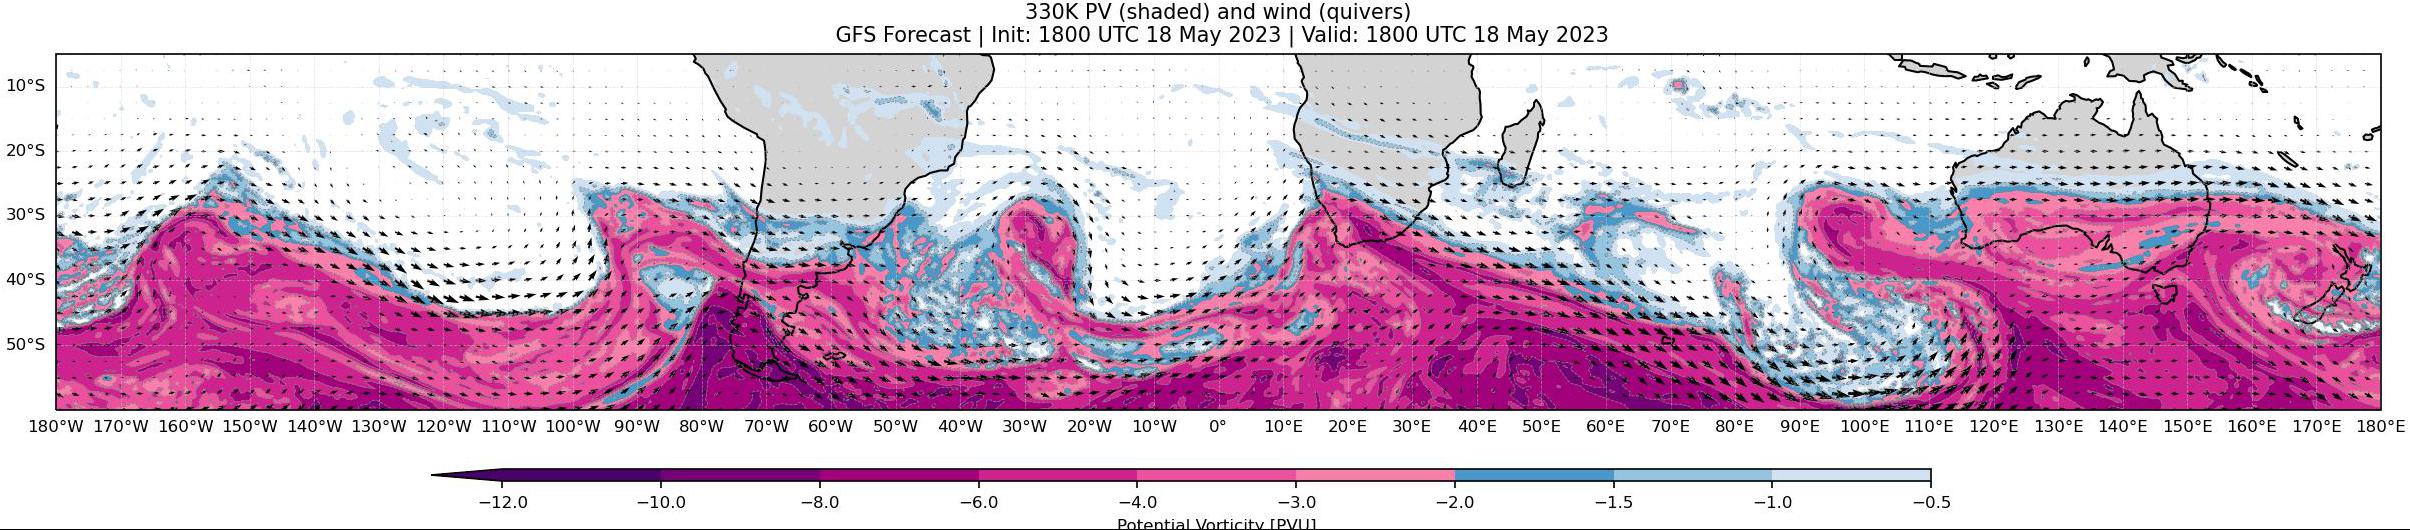 330K PV (shaded) and wind (quivers)
GFS Forecast | Init: 1800 UTC 18 May 2023 | Valid: 1800 UTC 18 May 2023
10°S
20°S
30°S
40°S
50°S
180°W 170°W 160°W 150°W 140°W 130°W 120°W 110°W 100°W 90°W 80°W 70°W 60°W 50°W 40°W 30°W 20°W 10°W 0° 10°E 20°E 30°E 40°E 50°E 60°E 70°E 80°E 90°E 100°E 110°E 120°E 130°E 140°E 150°E 160°E 170°E 180°E
−12.0 −10.0 −8.0 −6.0 −4.0 −3.0 −2.0 −1.5 −1.0 −0.5
Potential Vorticity [PVU]